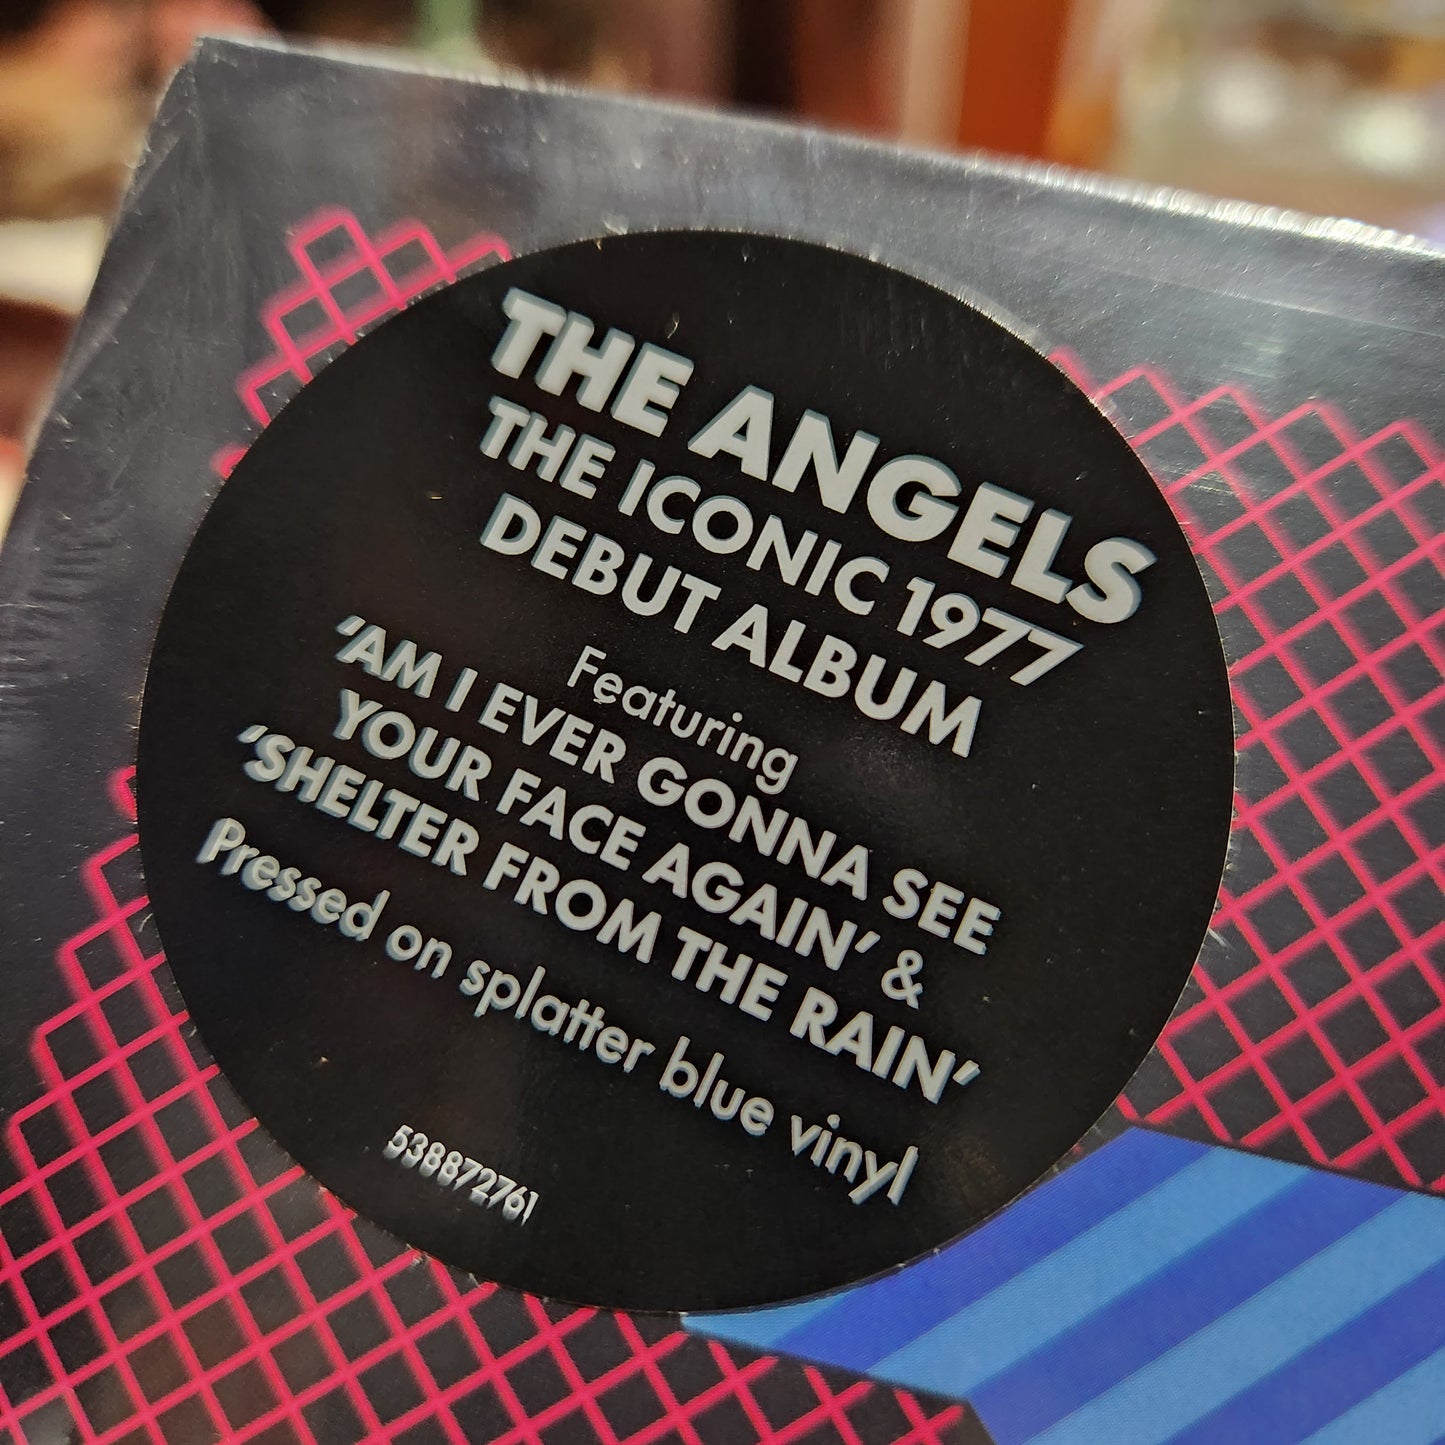 THE ANGELS
THE ICONIC 1977
DEBUT ALBUM
Featuring
'AM I EVER GONNA SEE
YOUR FACE AGAIN' &
'SHELTER FROM THE RAIN'
Pressed on splatter blue vinyl
538872761